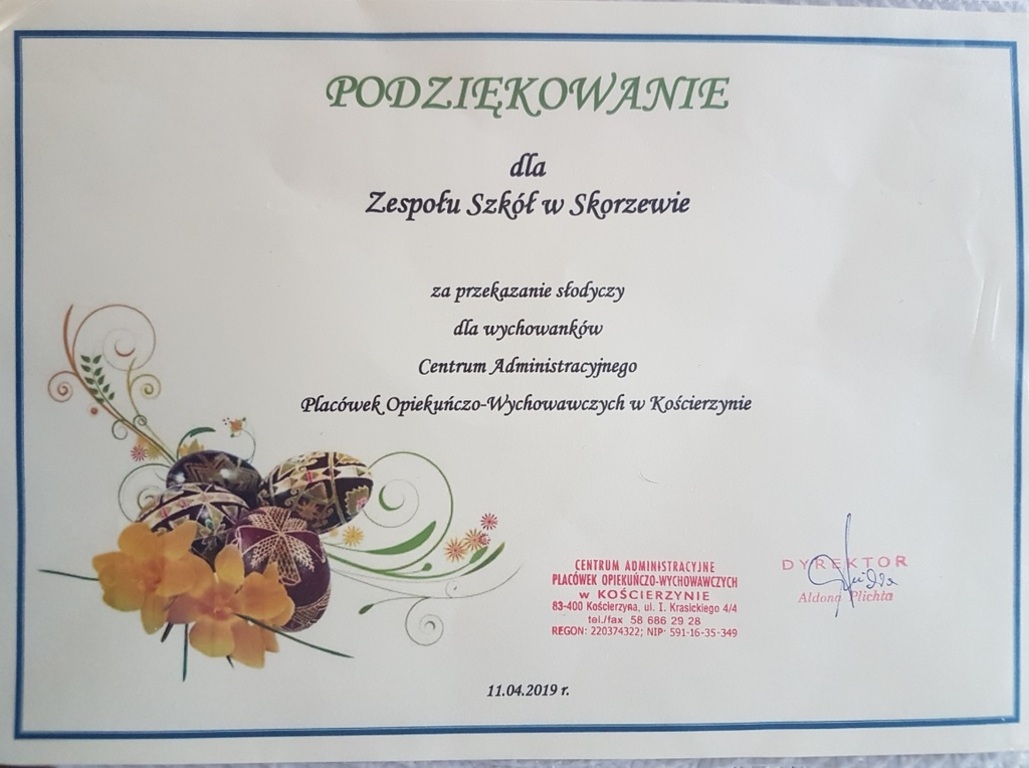 PODZIĘKOWANIE
dla
Zespołu Szkół w Skorzewie
za przekazanie słodyczy
dla wychowanków
Centrum Administracyjnego
Placówek Opiekuńczo-Wychowawczych w Kościerzynie
CENTRUM ADMINISTRACYJNE
PLACÓWEK OPIEKUŃCZO-WYCHOWAWCZYCH
w KOŚCIERZYNIE
83-400 Kościerzyna, ul. I. Krasickiego 4/4
tel./fax 58 686 29 28
REGON: 220374322; NIP: 591-16-35-349
DYREKTOR
Aldona Plichta
11.04.2019 r.